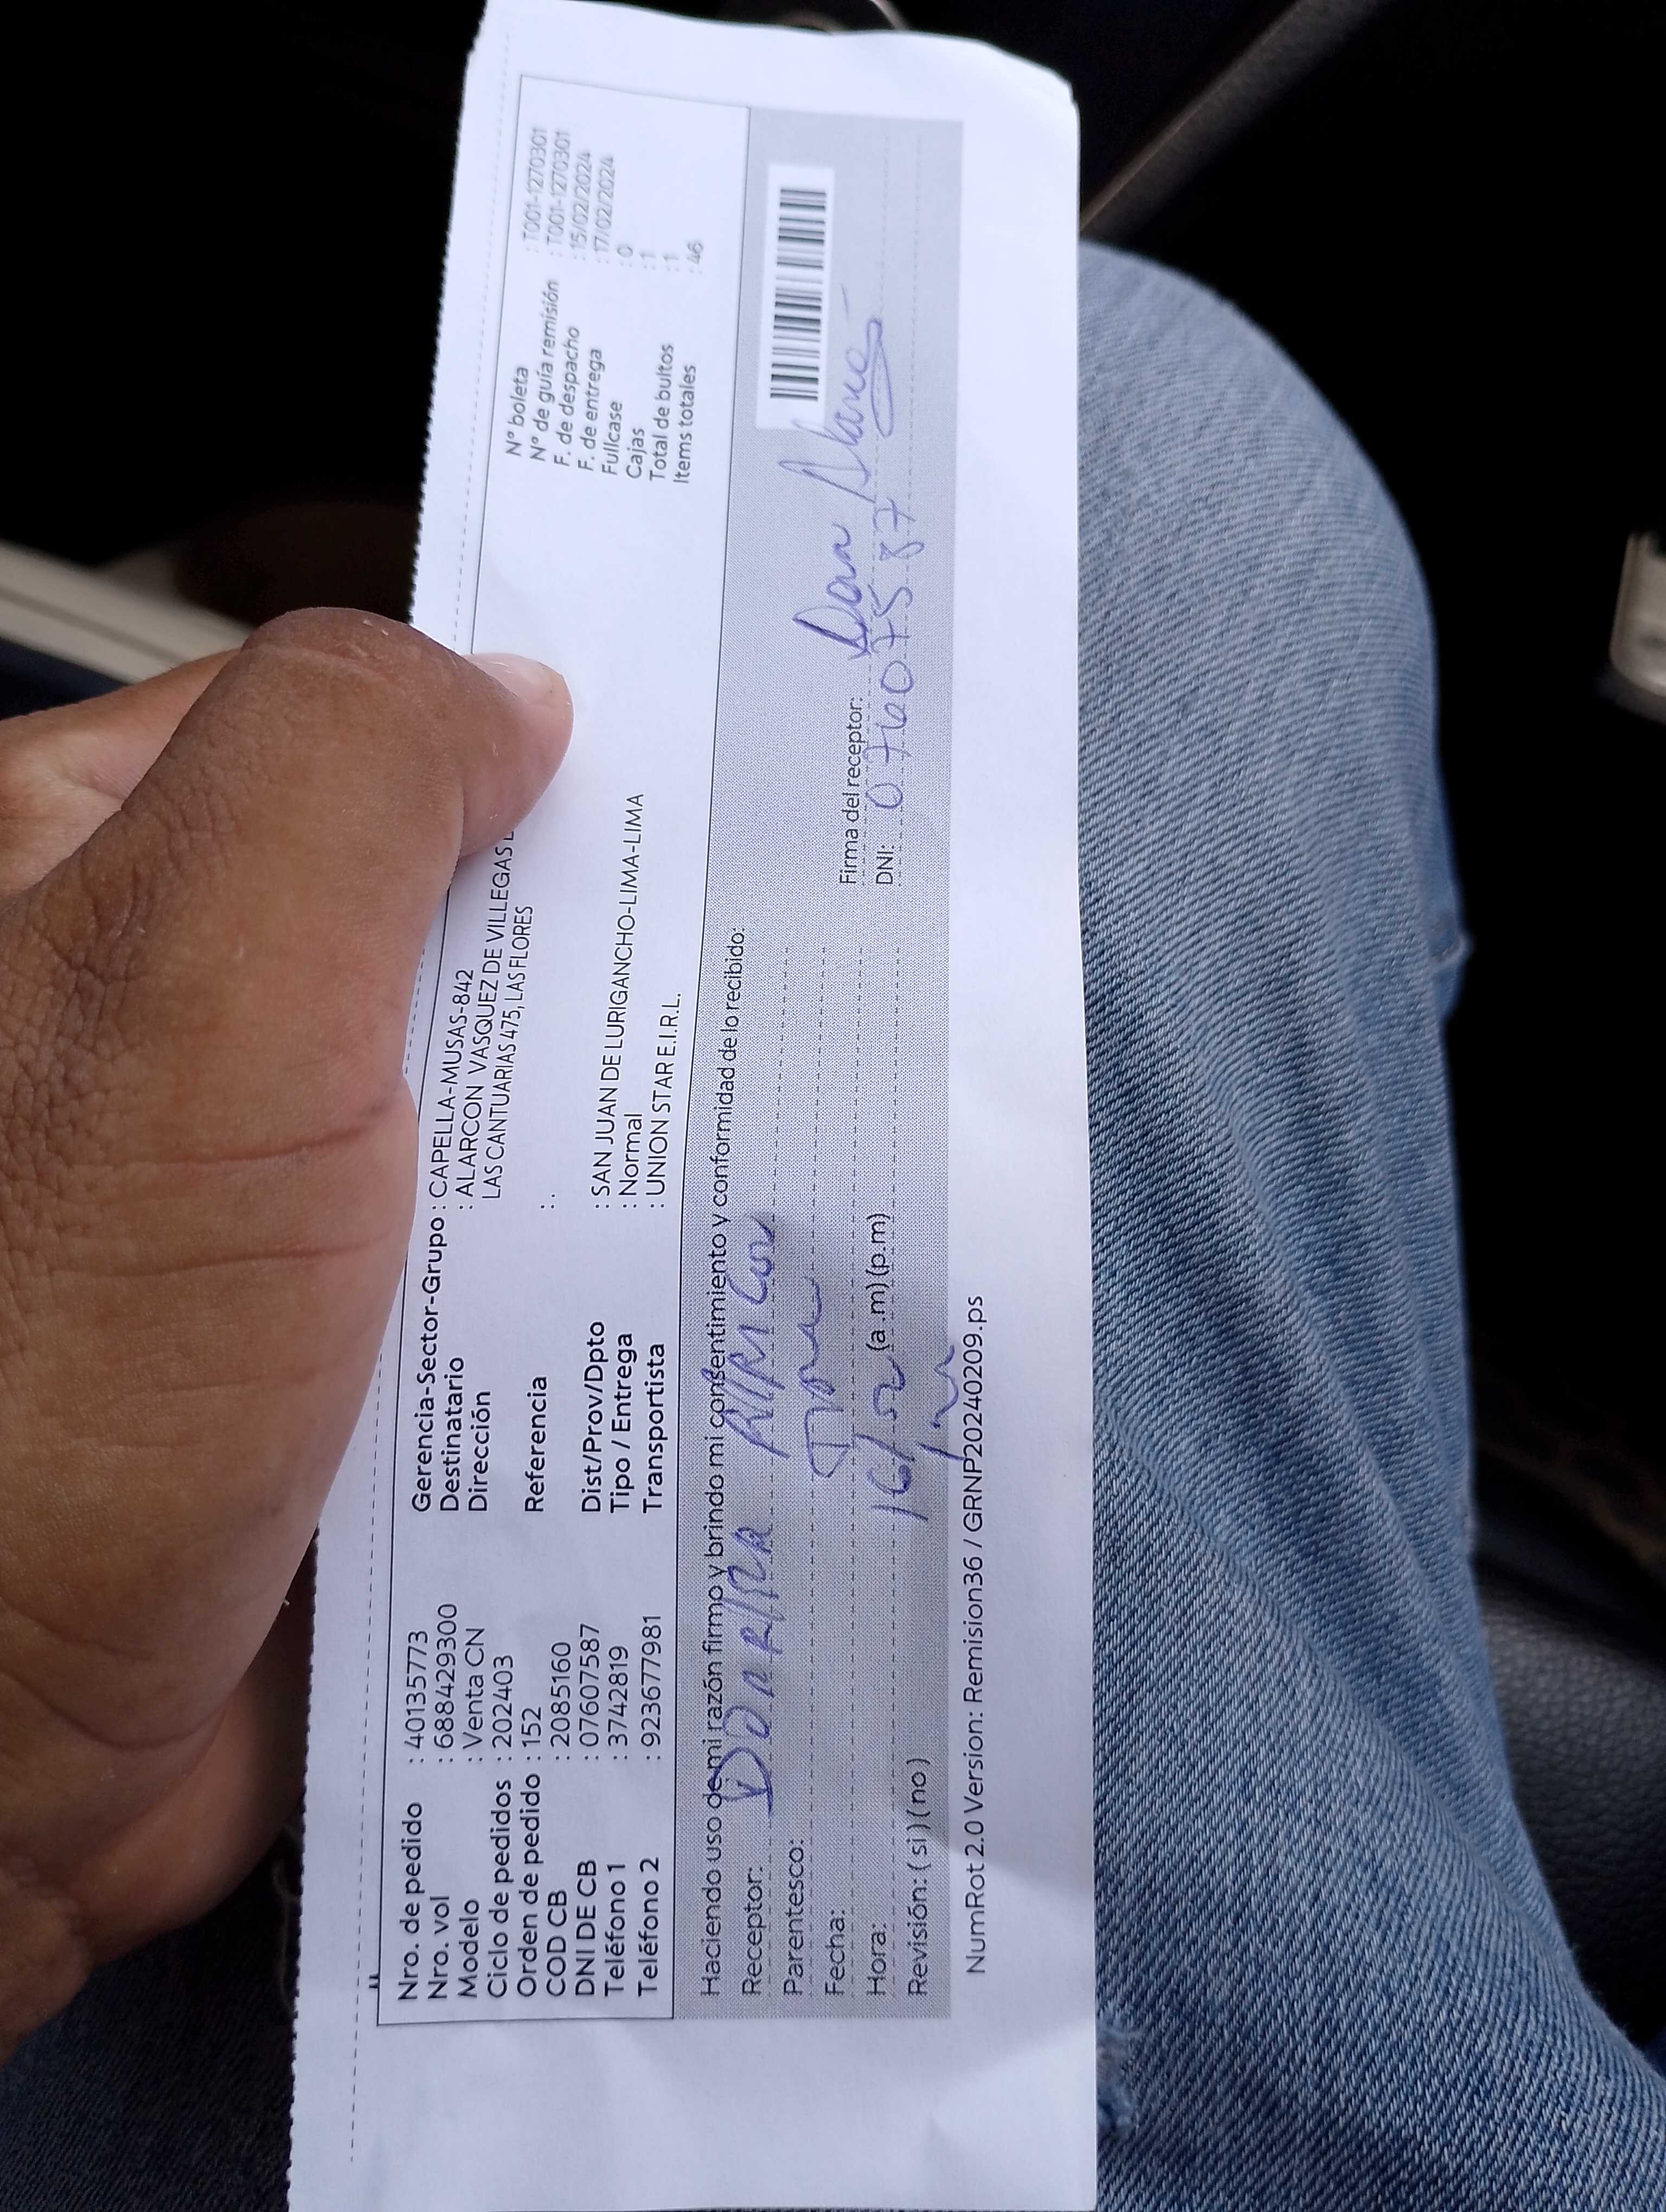 Nro. de pedido : 40135773
Nro. vol : 6884429300
Modelo : Venta CN
Ciclo de pedidos : 202403
Orden de pedido : 152
COD CB : 2085160
DNI DE CB : 07607587
Teléfono 1 : 3742819
Teléfono 2 : 923677981
Gerencia-Sector-Grupo : CAPELLA-MUSAS-842
Destinatario : ALARCON VASQUEZ DE VILLEGAS
Dirección LAS CANTUARIAS 475, LAS FLORES
Referencia : .
Dist/Prov/Dpto : SAN JUAN DE LURIGANCHO-LIMA-LIMA
Tipo / Entrega : Normal
Transportista : UNION STAR E.I.R.L.
N° boleta : T001-1270301
N° de guía remisión : T001-1270301
F. de despacho : 15/02/2024
F. de entrega : 17/02/2024
Fullcase : 0
Cajas : 1
Total de bultos : 1
Items totales : 46
Haciendo uso de mi razón firmo y brindo mi consentimiento y conformidad de lo recibido:
Receptor:
Parentesco:
Fecha:
Hora: (a .m) (p.m)
Revisión: ( si ) ( no )
Firma del receptor:
DNI: 07607587
NumRot 2.0 Version: Remision36 / GRNP20240209.ps